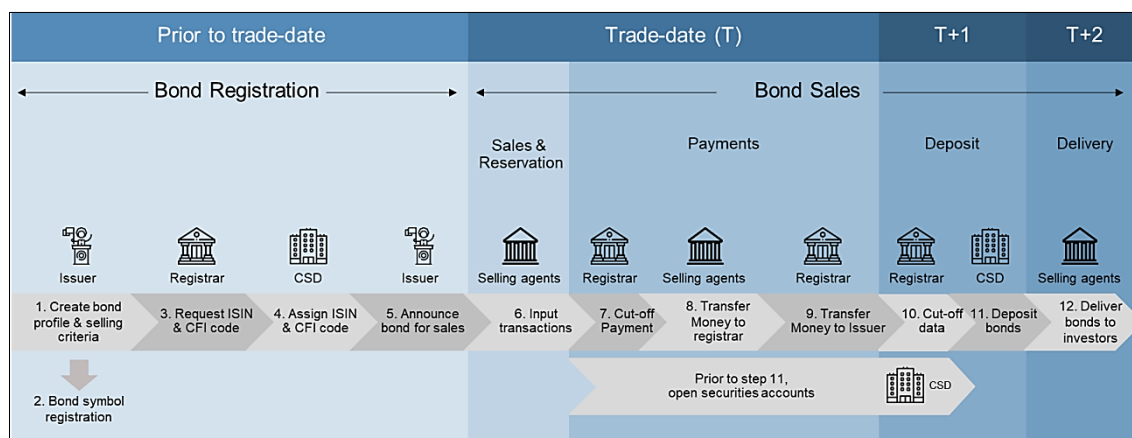 Prior to trade-date
Trade-date (T)
T+1
T+2
Bond Registration
Bond Sales
Sales &
Reservation
Payments
Deposit
Delivery
Issuer
Registrar
CSD
Issuer
Selling agents
Registrar
Selling agents
Registrar
Registrar
CSD
Selling agents
1. Create bond
profile & selling
criteria
3. Request ISIN
& CFI code
4. Assign ISIN
& CFI code
5. Announce
bond for sales
6. Input
transactions
7. Cut-off
Payment
8. Transfer
Money to
registrar
9. Transfer
Money to Issuer
10. Cut-off
data
11. Deposit
bonds
12. Deliver
bonds to
investors
2. Bond symbol
registration
Prior to step 11,
open securities accounts
CSD